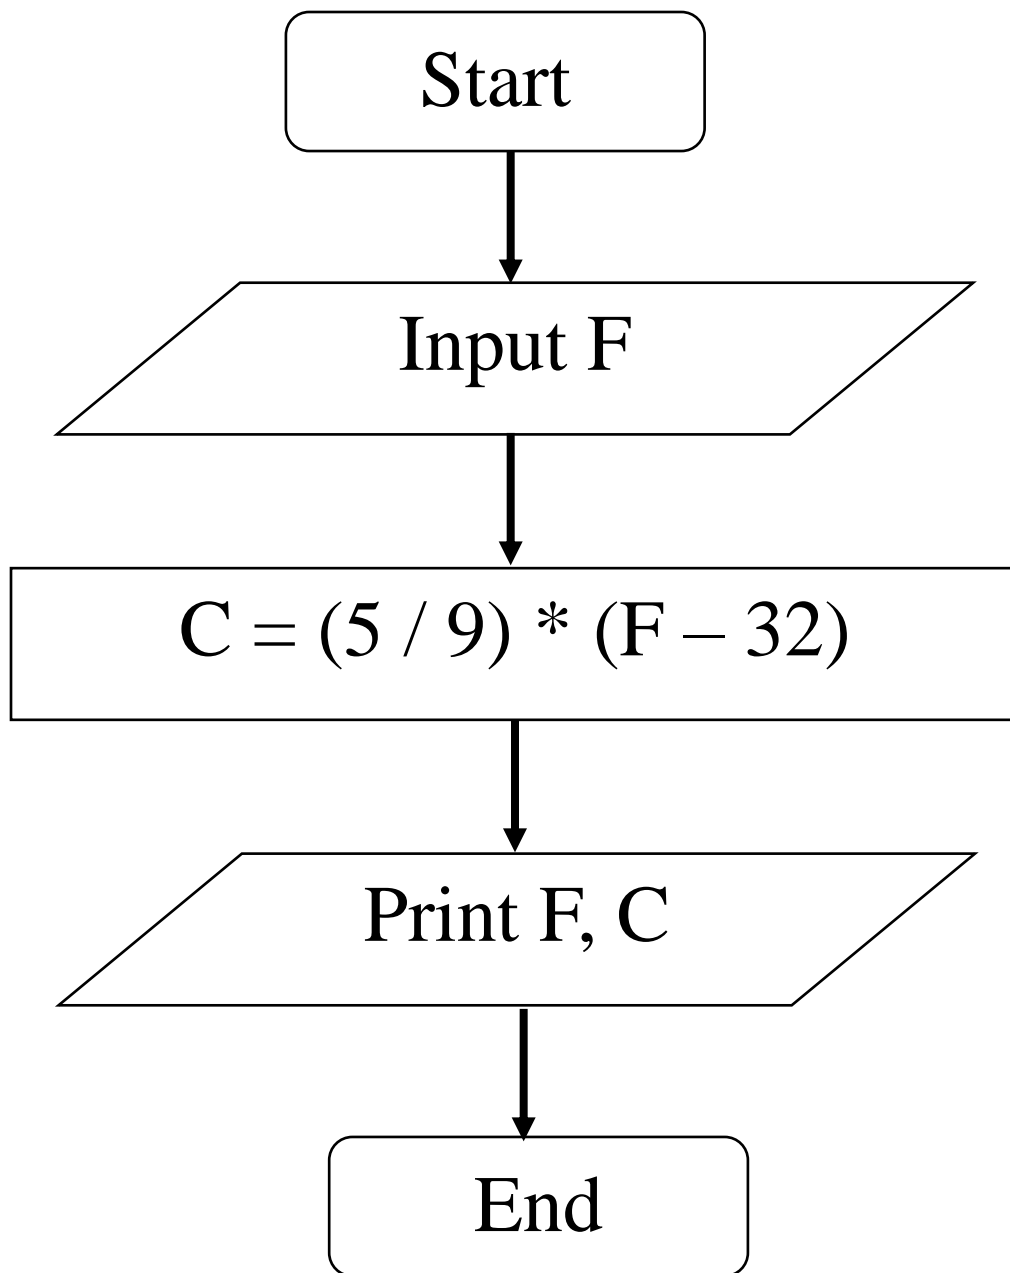 Start
Input F
C = (5 / 9) * (F – 32)
Print F, C
End